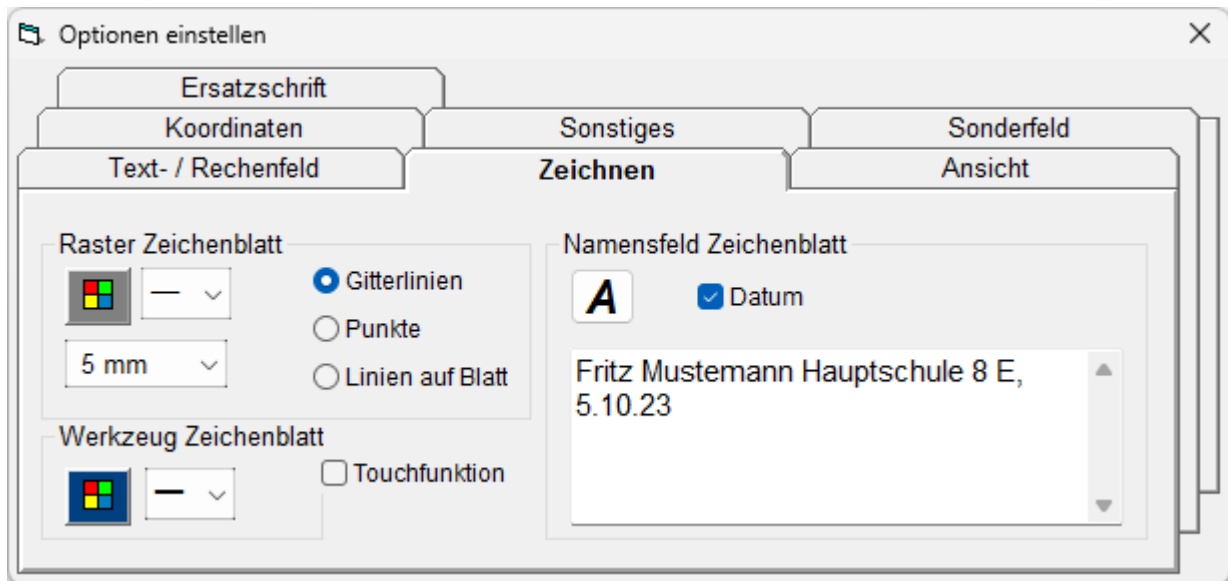 Optionen einstellen
Ersatzschrift
Koordinaten
Sonstiges
Sonderfeld
Text- / Rechenfeld
Zeichnen
Ansicht
Raster Zeichenblatt
Gitterlinien
Punkte
5 mm
Linien auf Blatt
Werkzeug Zeichenblatt
Touchfunktion
Namensfeld Zeichenblatt
A
Datum
Fritz Mustemann Hauptschule 8 E,
5.10.23